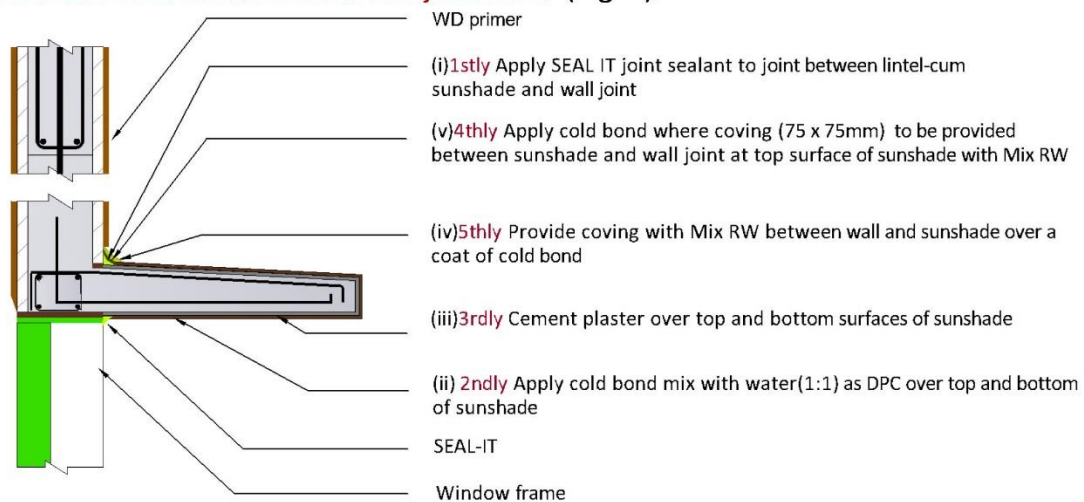 WD primer
(i)1stly Apply SEAL IT joint sealant to joint between lintel-cum
sunshade and wall joint
(v)4thly Apply cold bond where coving (75 x 75mm) to be provided
between sunshade and wall joint at top surface of sunshade with Mix RW
(iv)5thly Provide coving with Mix RW between wall and sunshade over a
coat of cold bond
(iii)3rdly Cement plaster over top and bottom surfaces of sunshade
(ii) 2ndly Apply cold bond mix with water(1:1) as DPC over top and bottom
of sunshade
SEAL-IT
Window frame